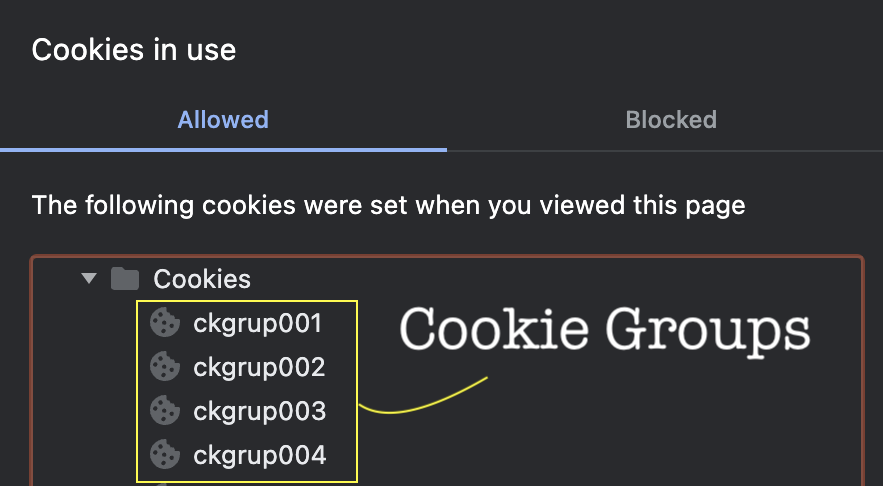 Cookies in use
Allowed
Blocked
The following cookies were set when you viewed this page
Cookies
ckgrup001
Cookie Groups
ckgrup002
ckgrup003
ckgrup004